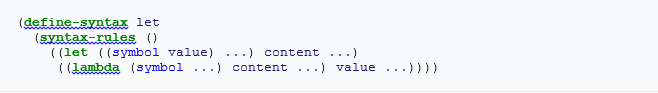 (define-syntax let
(syntax-rules ()
((let ((symbol value) ...) content ...)
((lambda (symbol ...) content ...) value ...))))